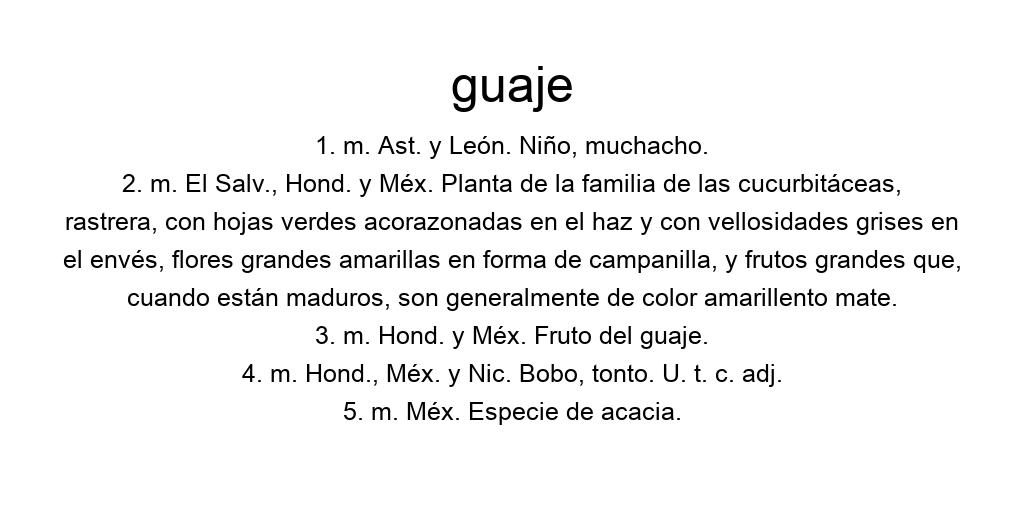 guaje
1. m. Ast. y León. Niño, muchacho.
2. m. El Salv., Hond. y Méx. Planta de la familia de las cucurbitáceas,
rastrera, con hojas verdes acorazonadas en el haz y con vellosidades grises en
el envés, flores grandes amarillas en forma de campanilla, y frutos grandes que,
cuando están maduros, son generalmente de color amarillento mate.
3. m. Hond. y Méx. Fruto del guaje.
4. m. Hond., Méx. y Nic. Bobo, tonto. U. t. c. adj.
5. m. Méx. Especie de acacia.